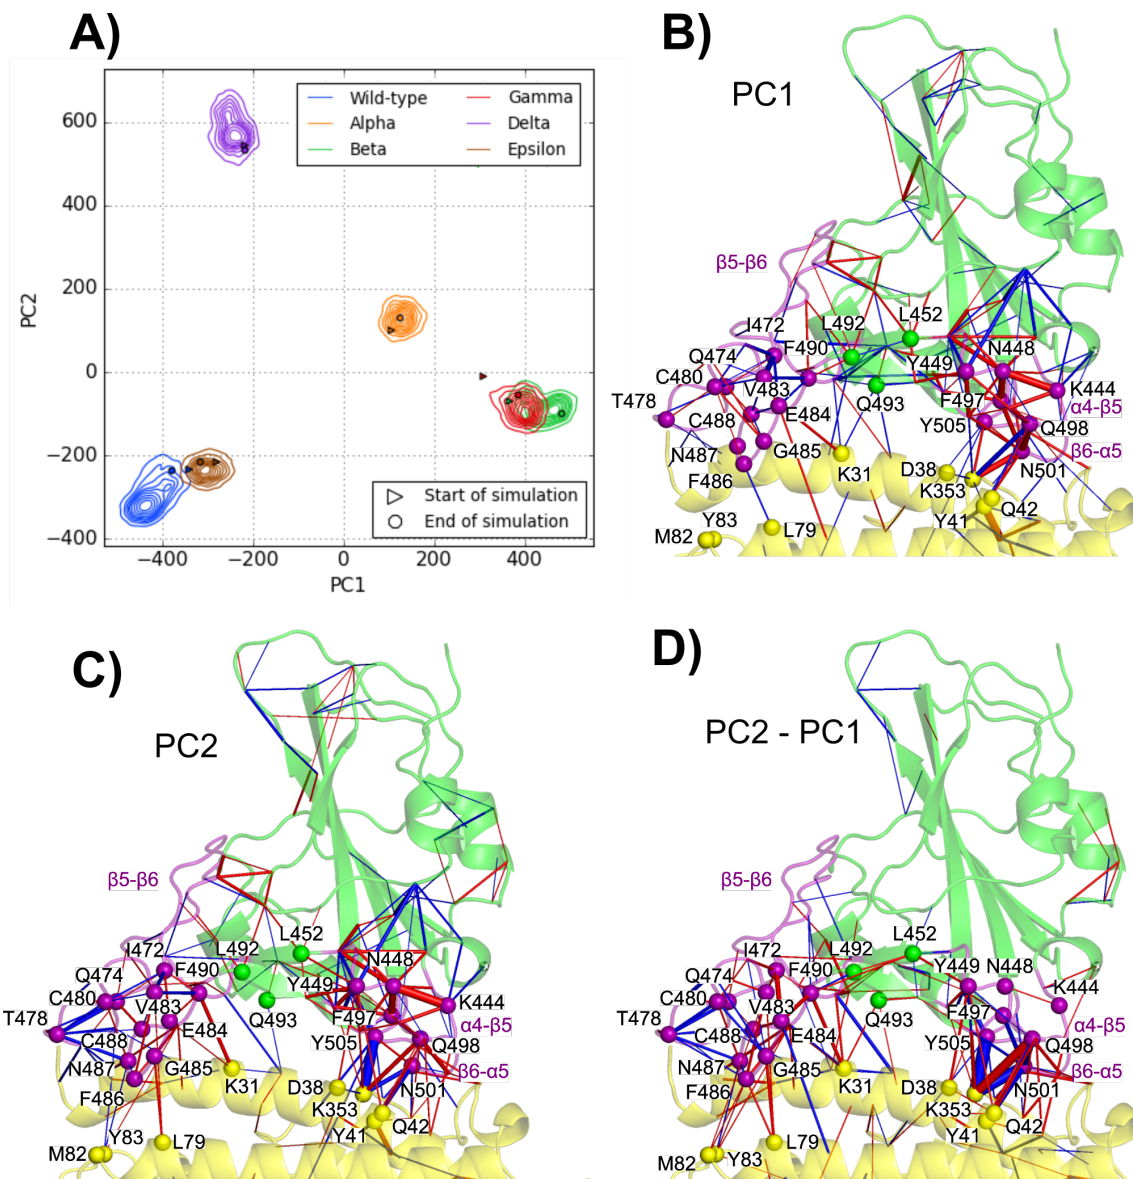 A)
600
400
200
0
−200
−400
−400
−200
0
200
400
PC2
PC1
Wild-type
Alpha
Beta
Gamma
Delta
Epsilon
Start of simulation
End of simulation
B)
PC1
β5-β6
I472
L492
L452
Q474
F490
Y449
N448
C480
V483
K444
T478
E484
Q493
F497
α4-β5
C488
Y505
Q498
N487
G485
β6-α5
F486
K31
D38
N501
K353
Y41
Q42
Y83
L79
M82
C)
PC2
β5-β6
L452
I472
L492
N448
Q474
F490
Y449
C480
V483
K444
T478
E484
Q493
F497
α4-β5
C488
Y505
Q498
N487
G485
β6-α5
F486
K31
D38
N501
K353
Y83
L79
Y41
Q42
M82
D)
PC2 - PC1
β5-β6
L452
I472
L492
Y449
N448
Q474
F490
C480
V483
K444
T478
E484
Q493
F497
α4-β5
C488
Y505
Q498
N487
G485
β6-α5
F486
K31
D38
N501
K353
Y41
Q42
M82
Y83
L79